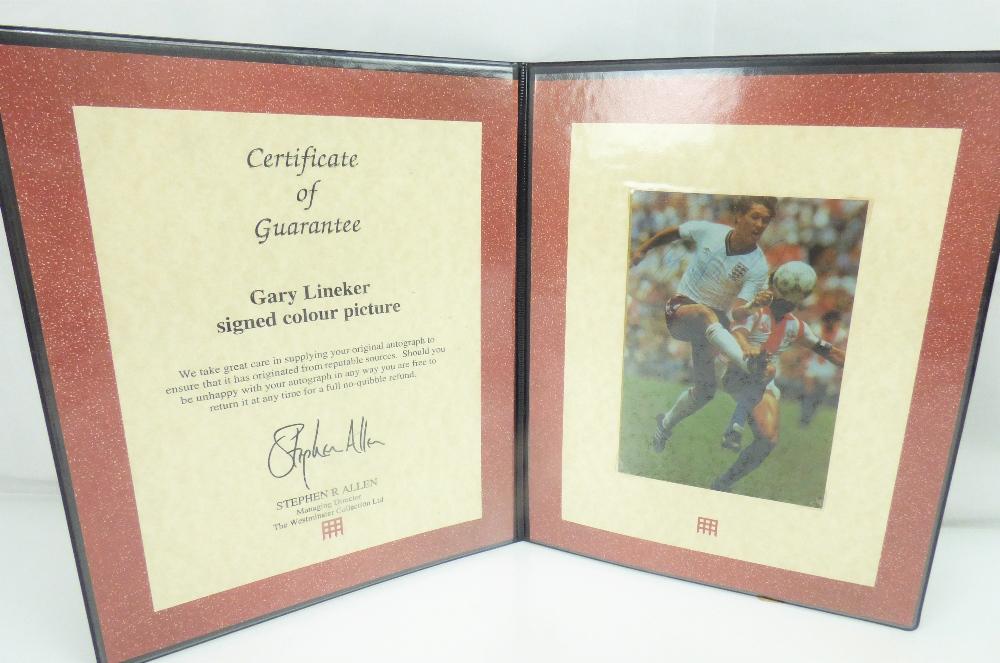 Certificate
of
Guarantee
Gary Lineker
signed colour picture
We take great care in supplying your original autograph to
ensure that it has originated from reputable sources. Should you
be unhappy with your autograph in any way you are free to
return it at any time for a full no-quibble refund.
Stephen Allen
STEPHEN R ALLEN
Managing Director
The Westminster Collection Ltd